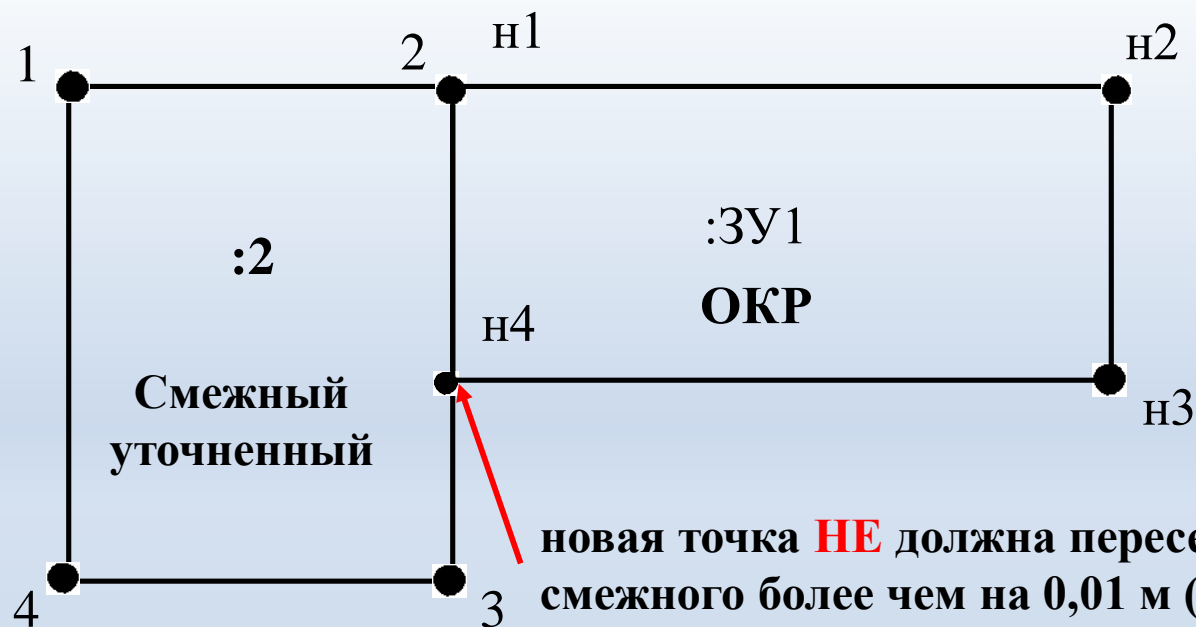 н1
н2
1
2
:ЗУ1
:2
ОКР
н4
Смежный
уточненный
н3
новая точка НЕ должна
смежного более чем на 0,01 м (
4
3